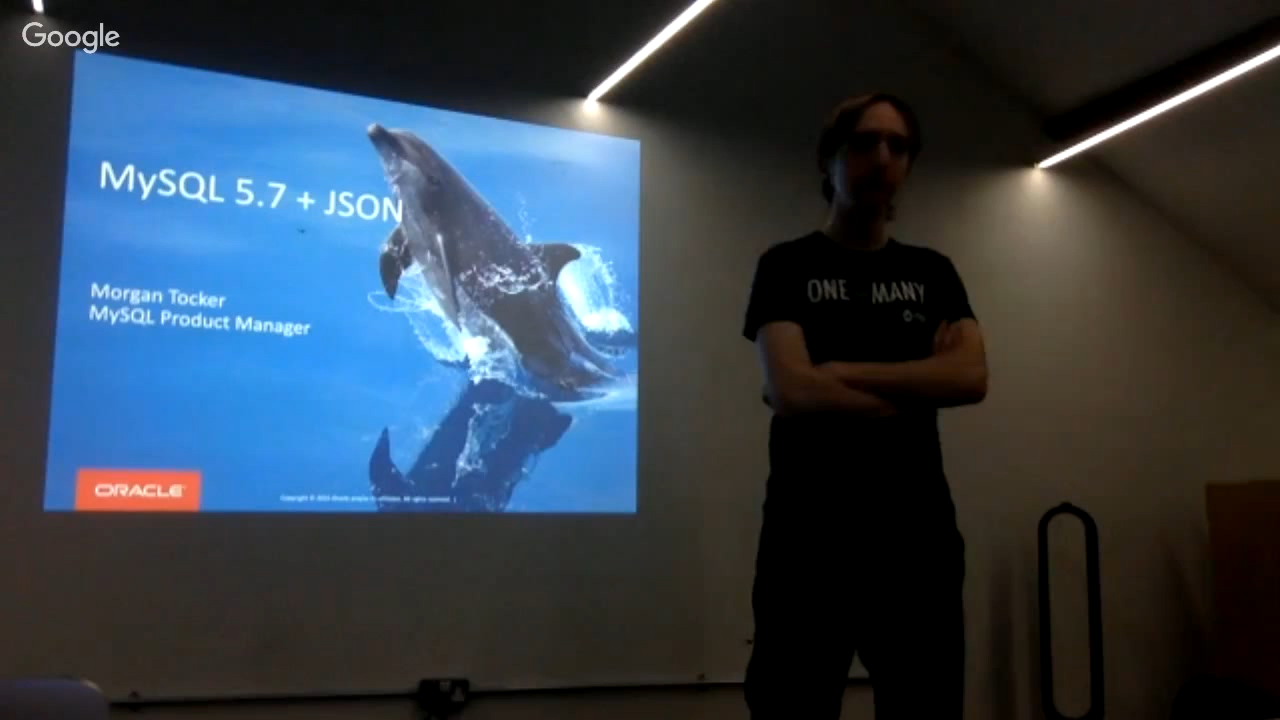 Google
MySQL 5.7 + JSON
Morgan Tocker
MySQL Product Manager
ORACLE
ONE MANY